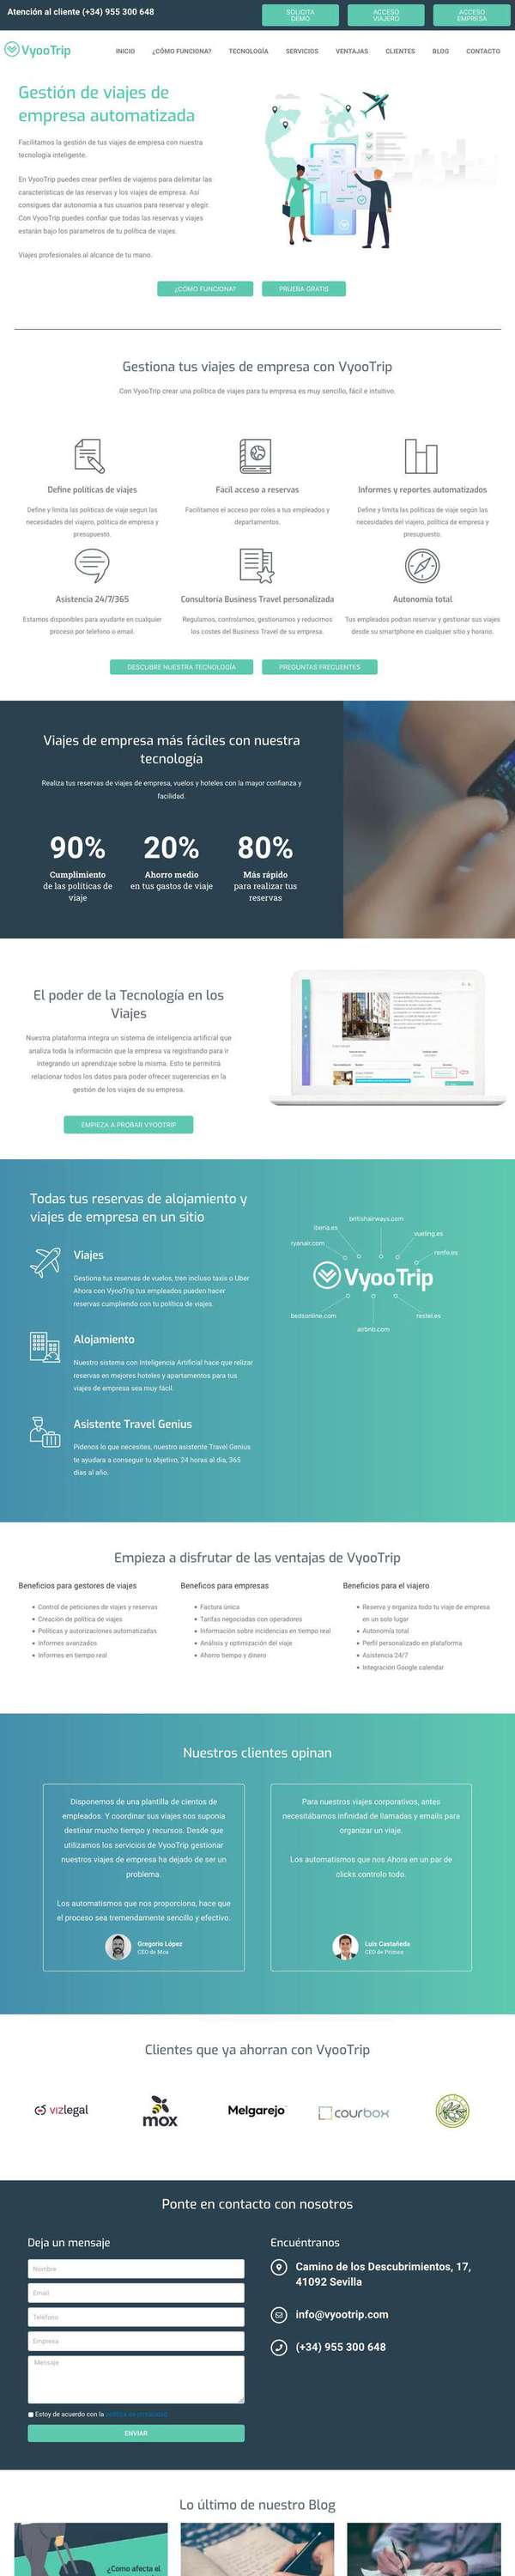 Atención al cliente (+34) 955 300 648
SOLICITA
DEMO
ACCESO
VIAJERO
ACCESO
EMPRESA
VyooTrip
INICIO ¿CÓMO FUNCIONA? TECNOLOGÍA SERVICIOS VENTAJAS CLIENTES BLOG CONTACTO
Gestión de viajes de
empresa automatizada
Facilitamos la gestión de tus viajes de empresa con nuestra
tecnología inteligente.
En VyooTrip puedes crear perfiles de viajeros para delimitar las
características de las reservas y los viajes de empresa. Así
consigues dar autonomía a tus usuarios para reservar y elegir.
Con VyooTrip puedes confiar que todas las reservas y viajes
estarán bajo los parametros de tu política de viajes.
Viajes profesionales al alcance de tu mano.
¿CÓMO FUNCIONA?
PRUEBA GRATIS
Gestiona tus viajes de empresa con VyooTrip
Con VyooTrip crear una política de viajes para tu empresa es muy sencillo, fácil e intuitivo.
Define políticas de viajes
Define y limita las políticas de viaje según las
necesidades del viajero, política de empresa y
presupuesto.
Fácil acceso a reservas
Facilitamos el acceso por roles a tus empleados y
departamentos.
Informes y reportes automatizados
Define y limita las políticas de viaje según las
necesidades del viajero, política de empresa y
presupuesto.
Asistencia 24/7/365
Estamos disponibles para ayudarte en cualquier
proceso por telefono o email.
Consultoría Business Travel personalizada
Regulamos, controlamos, gestionamos y reducimos
los costes del Business Travel de su empresa.
Autonomía total
Tus empleados podran reservar y gestionar sus viajes
desde su smartphone en cualquier sitio y horario.
DESCUBRE NUESTRA TECNOLOGÍA
PREGUNTAS FRECUENTES
Viajes de empresa más fáciles con nuestra
tecnología
Realiza tus reservas de viajes de empresa, vuelos y hoteles con la mayor confianza y
facilidad.
90%
Cumplimiento
de las políticas de
viaje
20%
Ahorro medio
en tus gastos de viaje
80%
Más rápido
para realizar tus
reservas
El poder de la Tecnología en los
Viajes
Nuestra plataforma integra un sistema de inteligencia artificial que
analiza toda la información que la empresa va registrando para ir
integrando un aprendizaje sobre la misma. Esto te permitirá
relacionar todos los datos para poder ofrecer sugerencias en la
gestión de los viajes de su empresa.
EMPIEZA A PROBAR VYOOTRIP
Todas tus reservas de alojamiento y
viajes de empresa en un sitio
Viajes
Gestiona tus reservas de vuelos, tren incluso taxis o Uber
Ahora con VyooTrip tus empleados pueden hacer
reservas cumpliendo con tu política de viajes.
Alojamiento
Nuestro sistema con Inteligencia Artificial hace que relizar
reservas en mejores hoteles y apartamentos para tus
viajes de empresa sea muy fácil.
Asistente Travel Genius
Pídenos lo que necesites, nuestro asistente Travel Genius
te ayudara a conseguir tu objetivo, 24 horas al dia, 365
días al año.
britishairways.com
iberia.es
vueling.es
ryanair.com
renfe.es
VyooTrip
bedsonline.com
restel.es
airbnb.com
Empieza a disfrutar de las ventajas de VyooTrip
Beneficios para gestores de viajes
Control de peticiones de viajes y reservas
Creación de política de viajes
Políticas y autorizaciones automatizadas
Informes avanzados
Informes en tiempo real
Beneficos para empresas
Factura única
Tarifas negociadas con operadores
Información sobre incidencias en tiempo real
Análisis y optimización del viaje
Ahorro tiempo y dinero
Beneficios para el viajero
Reserva y organiza todo tu viaje de empresa
en un solo lugar
Autonomía total
Perfil personalizado en plataforma
Asistencia 24/7
Integración Google calendar
Nuestros clientes opinan
Disponemos de una plantilla de cientos de
empleados. Y coordinar sus viajes nos suponía
destinar mucho tiempo y recursos. Desde que
utilizamos los servicios de VyooTrip gestionar
nuestros viajes de empresa ha dejado de ser un
problema.
Los automatismos que nos proporciona, hace que
el proceso sea tremendamente sencillo y efectivo.
Gregorio López
CEO de Mox
Para nuestros viajes corporativos, antes
necesitábamos infinidad de llamadas y emails para
organizar un viaje.
Los automatismos que nos Ahora en un par de
clicks controlo todo.
Luis Castañeda
Clientes que ya ahorran con VyooTrip
vizlegal
mox
Melgarejo
courbox
Ponte en contacto con nosotros
Deja un mensaje
Nombre
Email
Teléfono
Empresa
Mensaje
Estoy de acuerdo con la política de privacidad
ENVIAR
Encuéntranos
Camino de los Descubrimientos, 17,
41092 Sevilla
info@vyootrip.com
(+34) 955 300 648
Lo último de nuestro Blog
¿Como afecta el